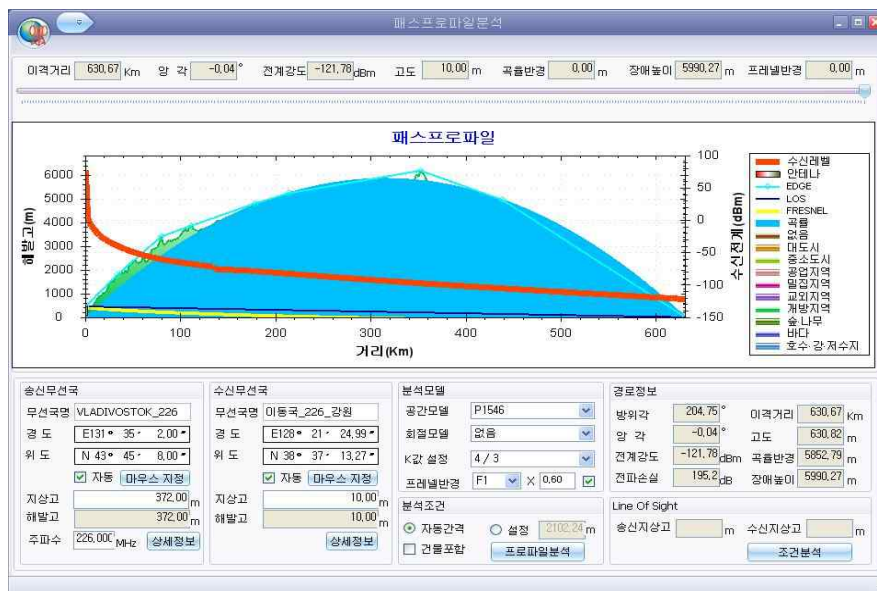 패스프로파일분석
이격거리 630,67 Km 앙 각 -0,04 ° 전계강도 -121,78 dBm 고도 10,00 m 곡률반경 0,00 m 장애높이 5990,27 m 프레넬반경 0,00 m
패스프로파일
해발고(m)
6000
5000
4000
3000
2000
1000
0
0 100 200 300 400 500 600
거리(Km)
100
50
0
-50
-100
-150
수신전계(dBm)
수신레벨
안테나
EDGE
LOS
FRESNEL
곡률
없음
대도시
중소도시
공업지역
밀집지역
교외지역
개방지역
숲·나무
바다
호수·강·저수지
송신무선국
무선국명 VLADIVOSTOK_226
경 도 E131° 35' 2,00"
위 도 N 43° 45' 8,00"
자동 마우스 지정
지상고 372,00 m
해발고 372,00 m
주파수 226,000 MHz 상세정보
수신무선국
무선국명 이동국_226_강원
경 도 E128° 21' 24,99"
위 도 N 38° 37' 13,27"
자동 마우스 지정
지상고 10,00 m
해발고 10,00 m
상세정보
분석모델
공간모델 P1546
회절모델 없음
K값 설정 4 / 3
프레넬반경 F1 X 0,60
분석조건
자동간격 설정 2102,24 m
건물포함 프로파일분석
경로정보
방위각 204,75 ° 이격거리 630,67 Km
앙 각 -0,04 ° 고도 630,82 m
전계강도 -121,78 dBm 곡률반경 5852,79 m
전파손실 195,2 dB 장애높이 5990,27 m
Line Of Sight
송신지상고 m 수신지상고 m
조건분석